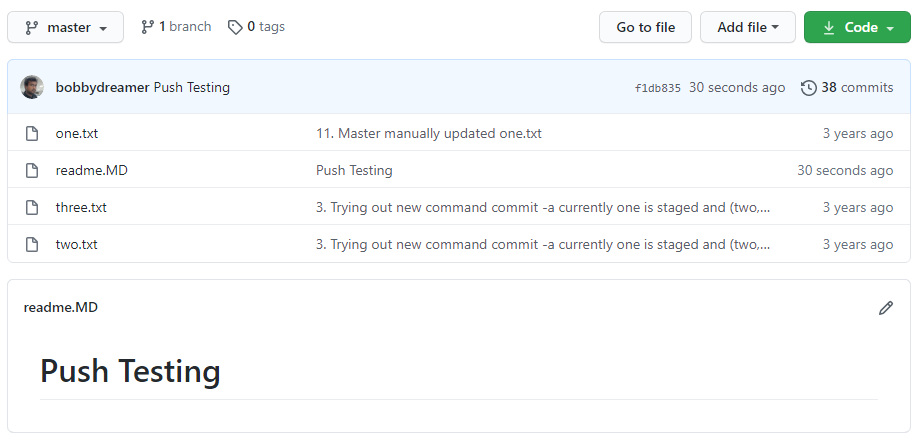 master 1 branch 0 tags Go to file Add file Code
bobbydreamer Push Testing f1db835 30 seconds ago 38 commits
one.txt 11. Master manually updated one.txt 3 years ago
readme.MD Push Testing 30 seconds ago
three.txt 3. Trying out new command commit -a currently one is staged and (two,... 3 years ago
two.txt 3. Trying out new command commit -a currently one is staged and (two,... 3 years ago
readme.MD
Push Testing